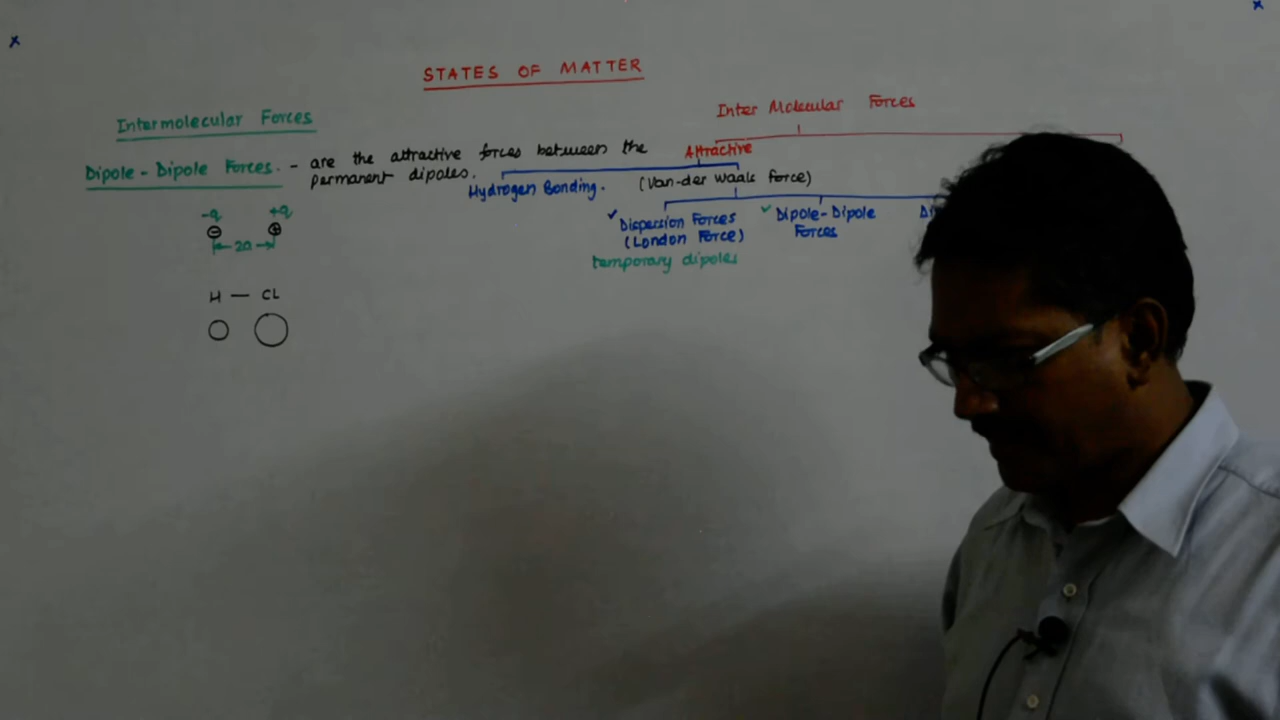 STATES OF MATTER
Intermolecular Forces
Dipole - Dipole Forces. - are the attractive forces between the
permanent dipoles.
-q +q
⊖ ⊕
2a
H — CL
Inter Molecular Forces
Attractive
Hydrogen Bonding. (Van-der waals Force)
Dispersion Forces
(London Force)
temporary dipoles
Dipole-Dipole
Forces